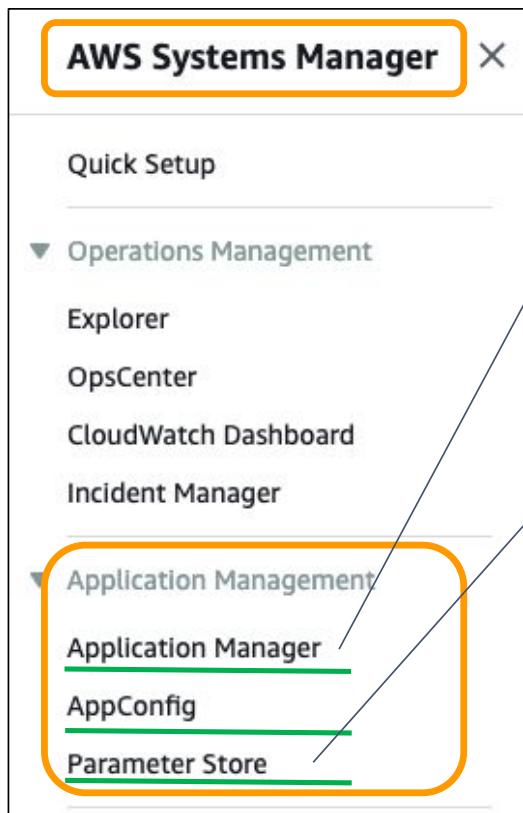 AWS Systems Manager
Quick Setup
Operations Management
Explorer
OpsCenter
CloudWatch Dashboard
Incident Manager
Application Management
Application Manager
AppConfig
Parameter Store